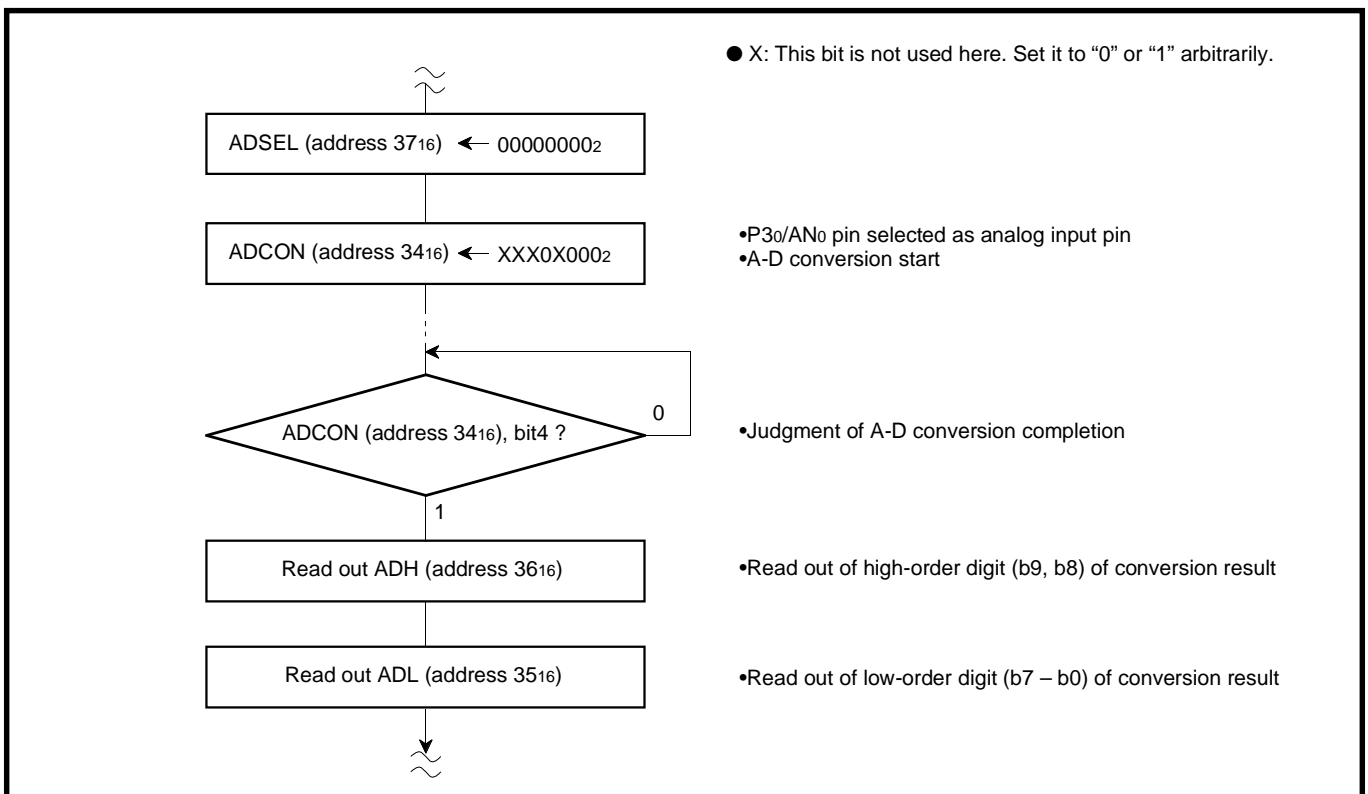 ● X: This bit is not used here. Set it to “0” or “1” arbitrarily.
ADSEL (address 3716) ← 000000002
ADCON (address 3416) ← XXX0X0002
•P30/AN0 pin selected as analog input pin
•A-D conversion start
0
ADCON (address 3416), bit4 ?
•Judgment of A-D conversion completion
1
Read out ADH (address 3616)
•Read out of high-order digit (b9, b8) of conversion result
Read out ADL (address 3516)
•Read out of low-order digit (b7 – b0) of conversion result